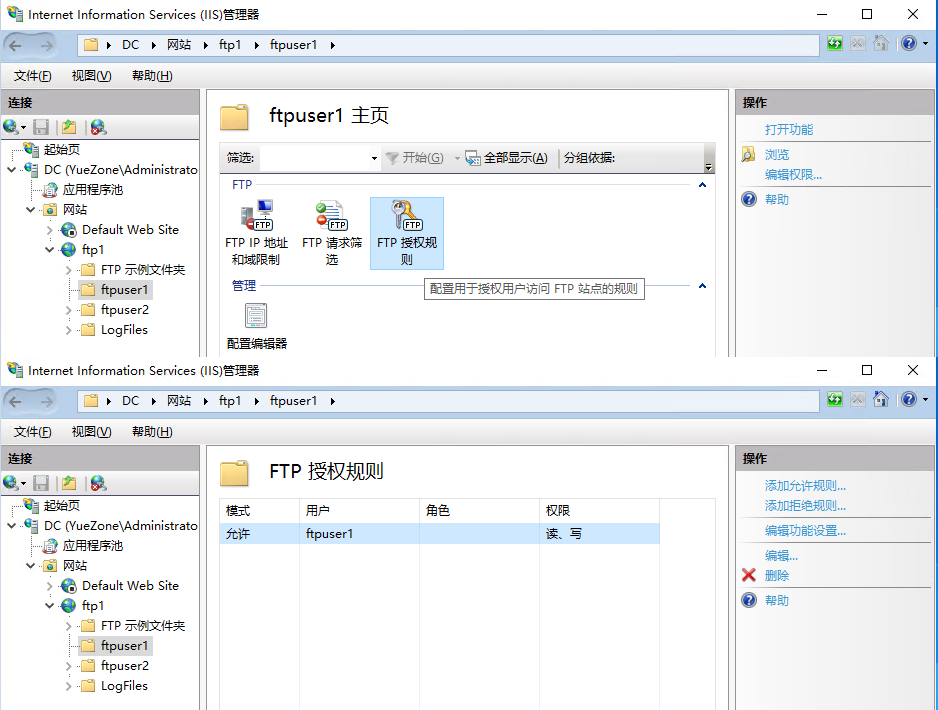 Internet Information Services (IIS)管理器
DC 网站 ftp1 ftpuser1
文件(F) 视图(V) 帮助(H)
连接
起始页
DC (YueZone\Administrato
应用程序池
网站
Default Web Site
ftp1
FTP 示例文件夹
ftpuser1
ftpuser2
LogFiles
ftpuser1 主页
筛选: 开始(G) 全部显示(A) 分组依据:
FTP
FTP IP 地址和域限制
FTP 请求筛选
FTP 授权规则
配置用于授权用户访问 FTP 站点的规则
管理
配置编辑器
操作
打开功能
浏览
编辑权限...
帮助
Internet Information Services (IIS)管理器
DC 网站 ftp1 ftpuser1
文件(F) 视图(V) 帮助(H)
连接
起始页
DC (YueZone\Administrato
应用程序池
网站
Default Web Site
ftp1
FTP 示例文件夹
ftpuser1
ftpuser2
LogFiles
FTP 授权规则
模式 用户 角色 权限
允许 ftpuser1 读、写
操作
添加允许规则...
添加拒绝规则...
编辑功能设置...
编辑...
删除
帮助